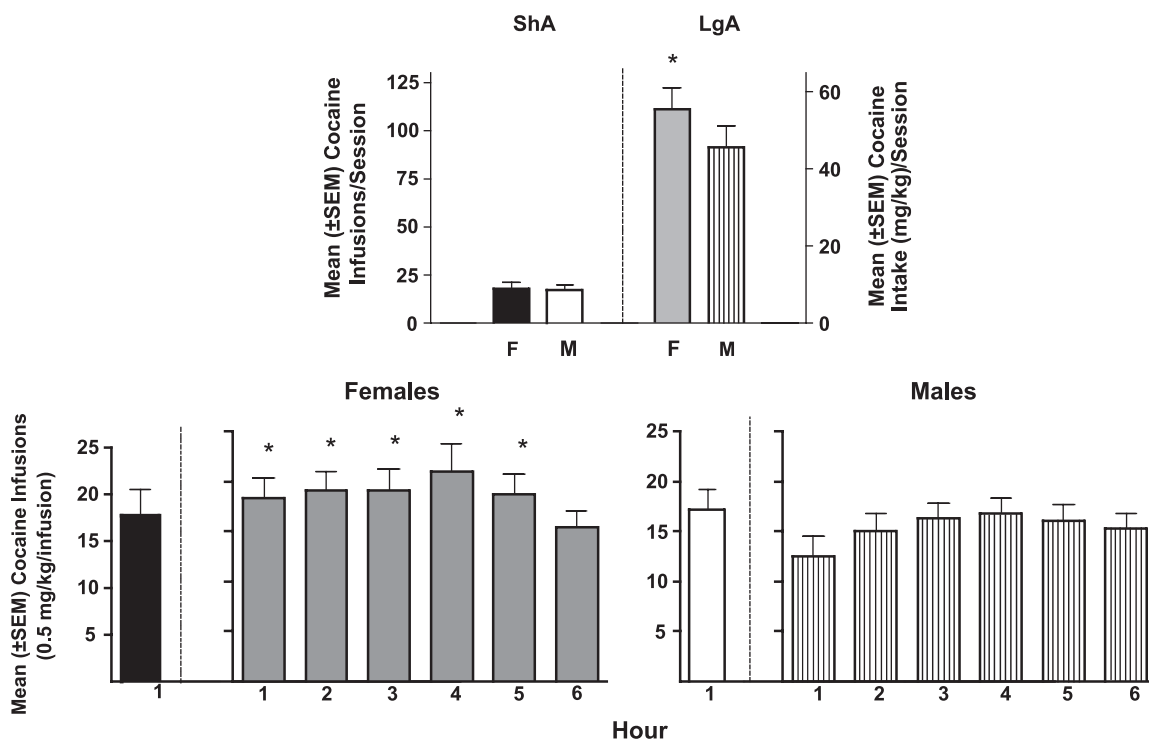 ShA LgA
*
Mean (±SEM) Cocaine
Infusions/Session
125
100
75
50
25
0
60
40
20
0
Mean (±SEM) Cocaine
Intake (mg/kg)/Session
F M F M
Females Males
Mean (±SEM) Cocaine Infusions
(0.5 mg/kg/infusion)
25
20
15
10
5
* * * * *
1 1 2 3 4 5 6
25
20
15
10
5
1 1 2 3 4 5 6
Hour